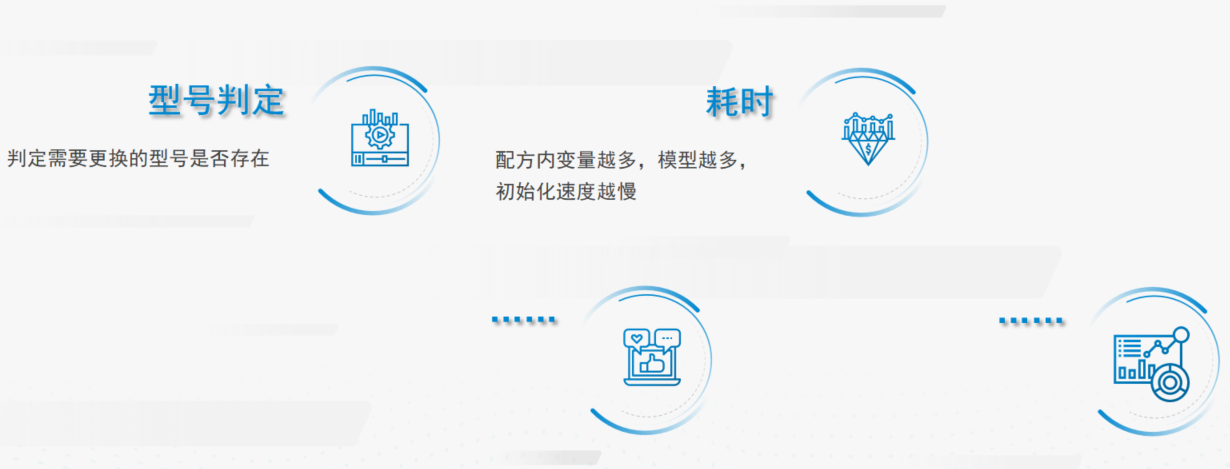 型号判定
判定需要更换的型号是否存在
耗时
配方内变量越多，模型越多，
初始化速度越慢
……
……